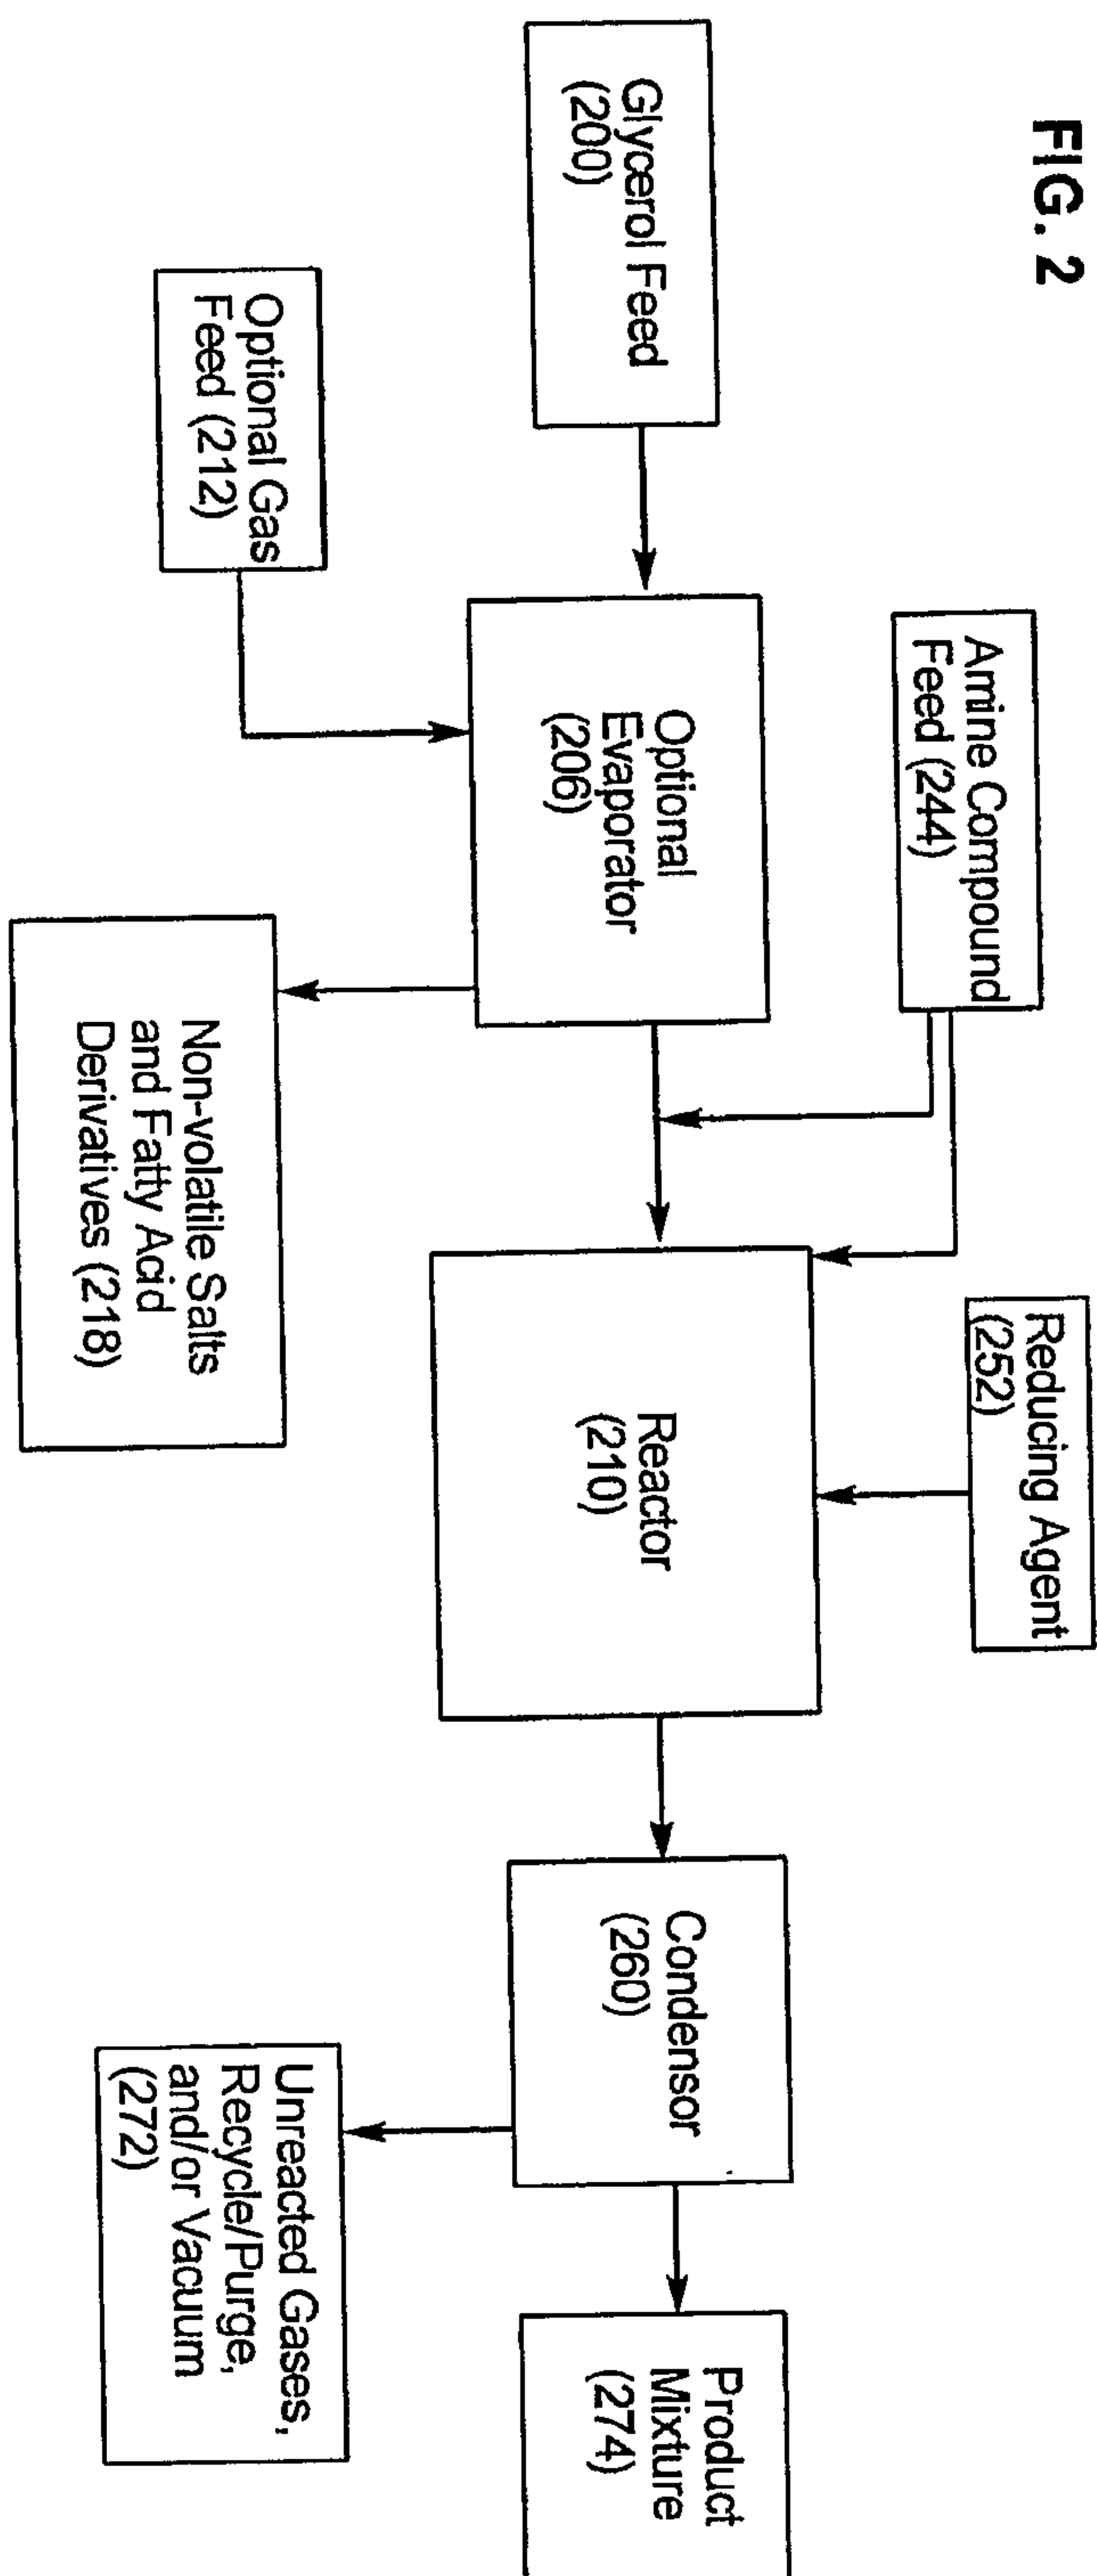 FIG. 2
Glycerol Feed
(200)
Optional Gas
Feed (212)
Amine Compound
Feed (244)
Optional
Evaporator
(206)
Non-volatile Salts
and Fatty Acid
Derivatives (218)
Reducing Agent
(252)
Reactor
(210)
Condensor
(260)
Unreacted Gases,
Recycle/Purge,
and/or Vacuum
(272)
Product
Mixture
(274)